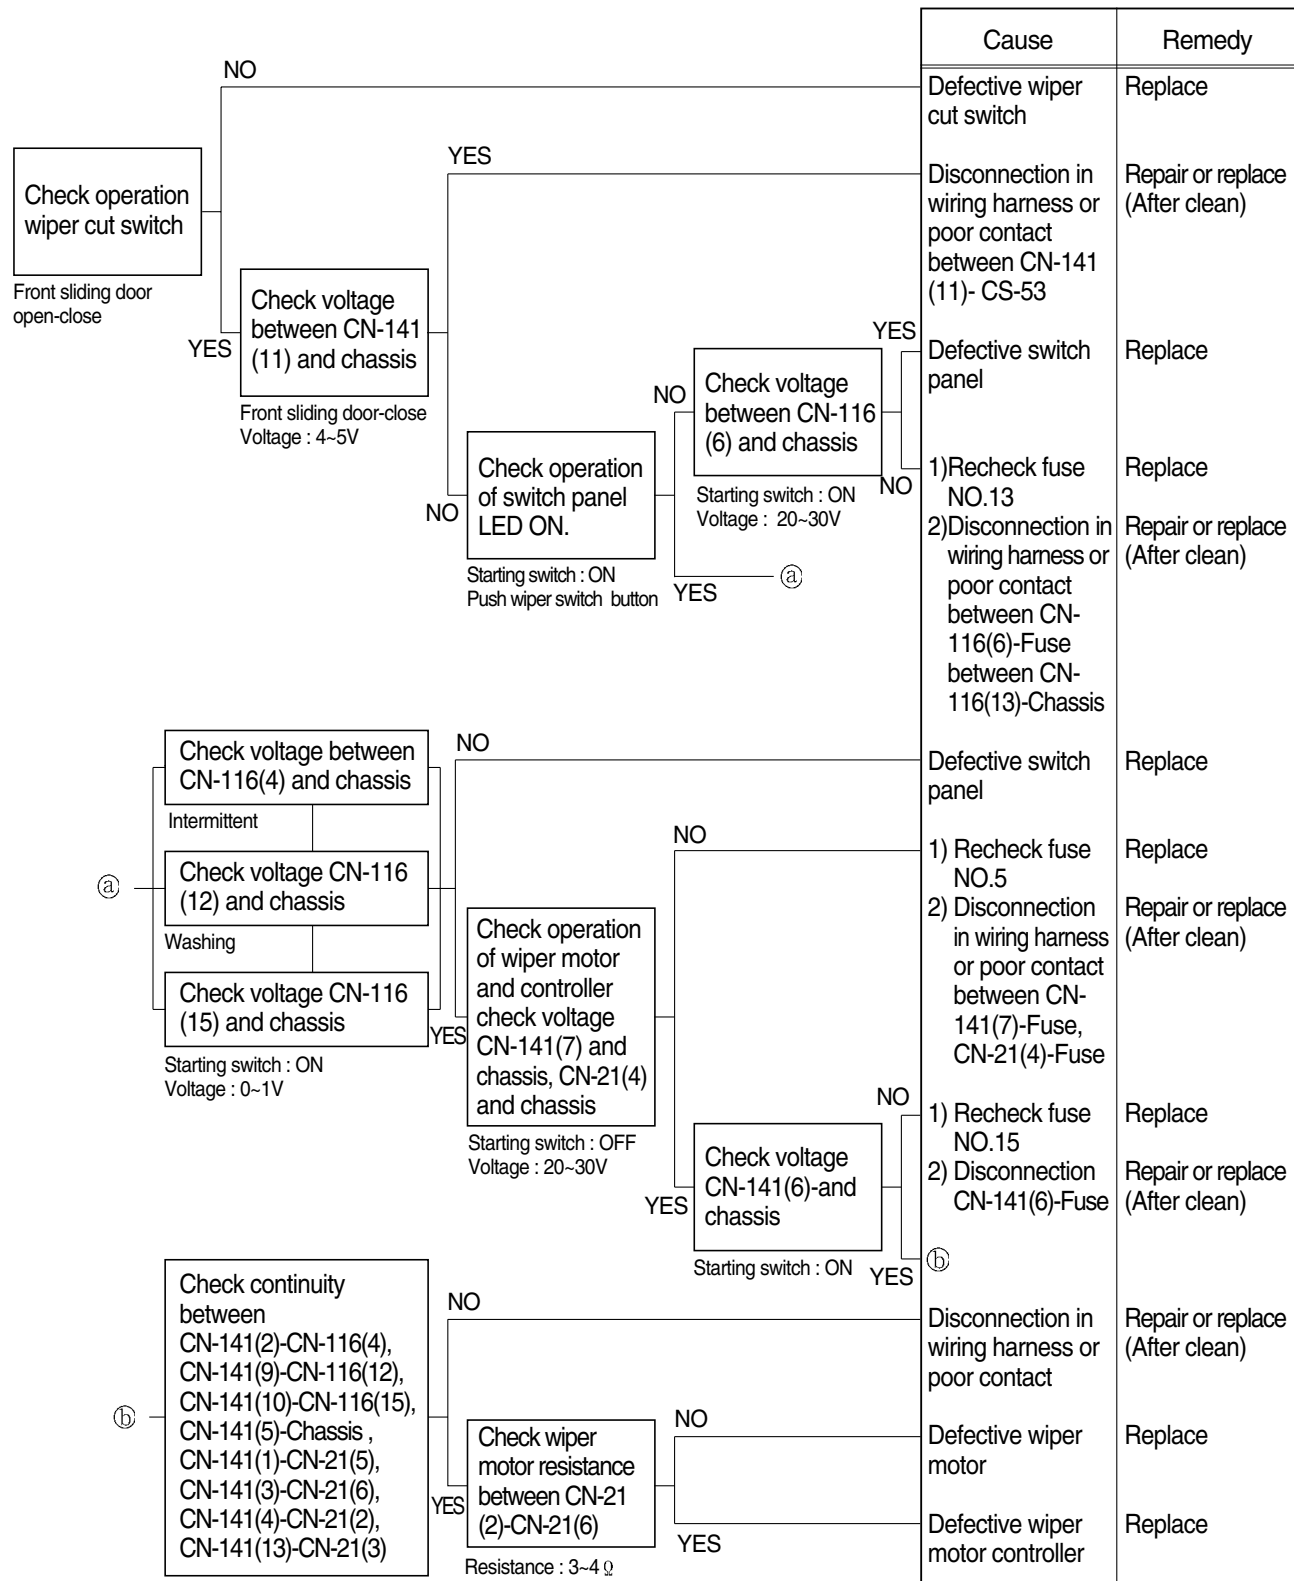 Cause
Remedy
NO
Defective wiper
cut switch
Replace
Check operation
wiper cut switch
Front sliding door
open-close
YES
Disconnection in
wiring harness or
poor contact
between CN-141
(11)- CS-53
Repair or replace
(After clean)
YES
Check voltage
between CN-141
(11) and chassis
Front sliding door-close
Voltage : 4~5V
YES
Defective switch
panel
Replace
NO
Check voltage
between CN-116
(6) and chassis
Starting switch : ON
Voltage : 20~30V
NO
Check operation
of switch panel
LED ON.
Starting switch : ON
Push wiper switch button
NO
1)Recheck fuse
NO.13
Replace
2)Disconnection in
wiring harness or
poor contact
between CN-
116(6)-Fuse
between CN-
116(13)-Chassis
Repair or replace
(After clean)
YES
ⓐ
ⓐ
Check voltage between
CN-116(4) and chassis
Intermittent
Check voltage CN-116
(12) and chassis
Washing
Check voltage CN-116
(15) and chassis
Starting switch : ON
Voltage : 0~1V
NO
Defective switch
panel
Replace
YES
Check operation
of wiper motor
and controller
check voltage
CN-141(7) and
chassis, CN-21(4)
and chassis
Starting switch : OFF
Voltage : 20~30V
NO
1) Recheck fuse
NO.5
Replace
2) Disconnection
in wiring harness
or poor contact
between CN-
141(7)-Fuse,
CN-21(4)-Fuse
Repair or replace
(After clean)
YES
Check voltage
CN-141(6)-and
chassis
Starting switch : ON
NO
1) Recheck fuse
NO.15
Replace
2) Disconnection
CN-141(6)-Fuse
Repair or replace
(After clean)
YES
ⓑ
ⓑ
Check continuity
between
CN-141(2)-CN-116(4),
CN-141(9)-CN-116(12),
CN-141(10)-CN-116(15),
CN-141(5)-Chassis ,
CN-141(1)-CN-21(5),
CN-141(3)-CN-21(6),
CN-141(4)-CN-21(2),
CN-141(13)-CN-21(3)
NO
Disconnection in
wiring harness or
poor contact
Repair or replace
(After clean)
YES
Check wiper
motor resistance
between CN-21
(2)-CN-21(6)
Resistance : 3~4 Ω
NO
Defective wiper
motor
Replace
YES
Defective wiper
motor controller
Replace